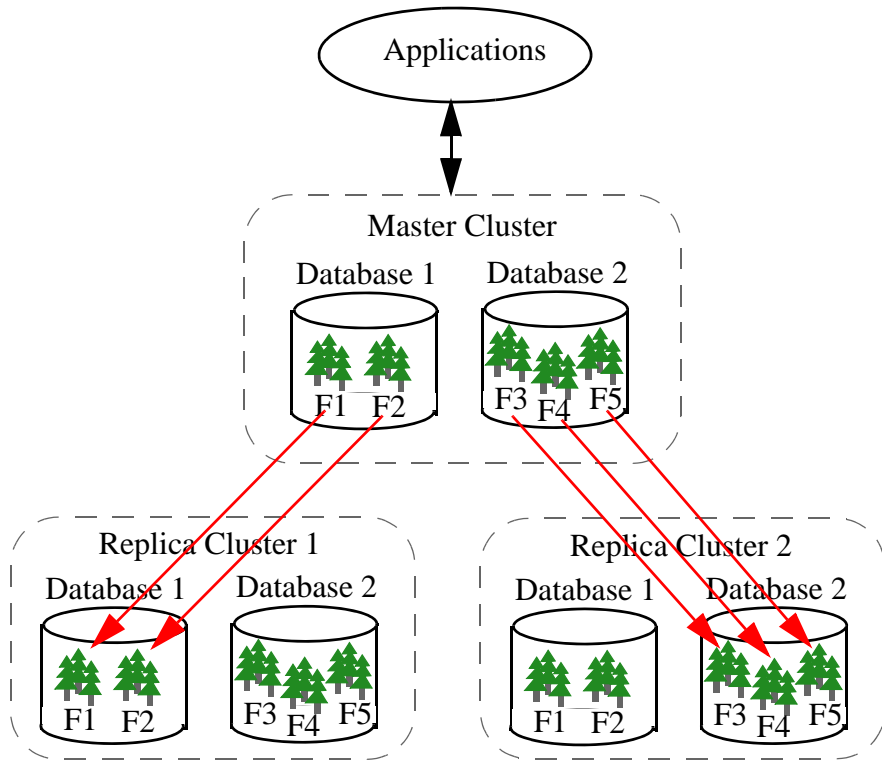 Applications
Master Cluster
Database 1 Database 2
F1 F2 F3 F4 F5
Replica Cluster 1
Database 1 Database 2
F1 F2 F3 F4 F5
Replica Cluster 2
Database 1 Database 2
F1 F2 F3 F4 F5